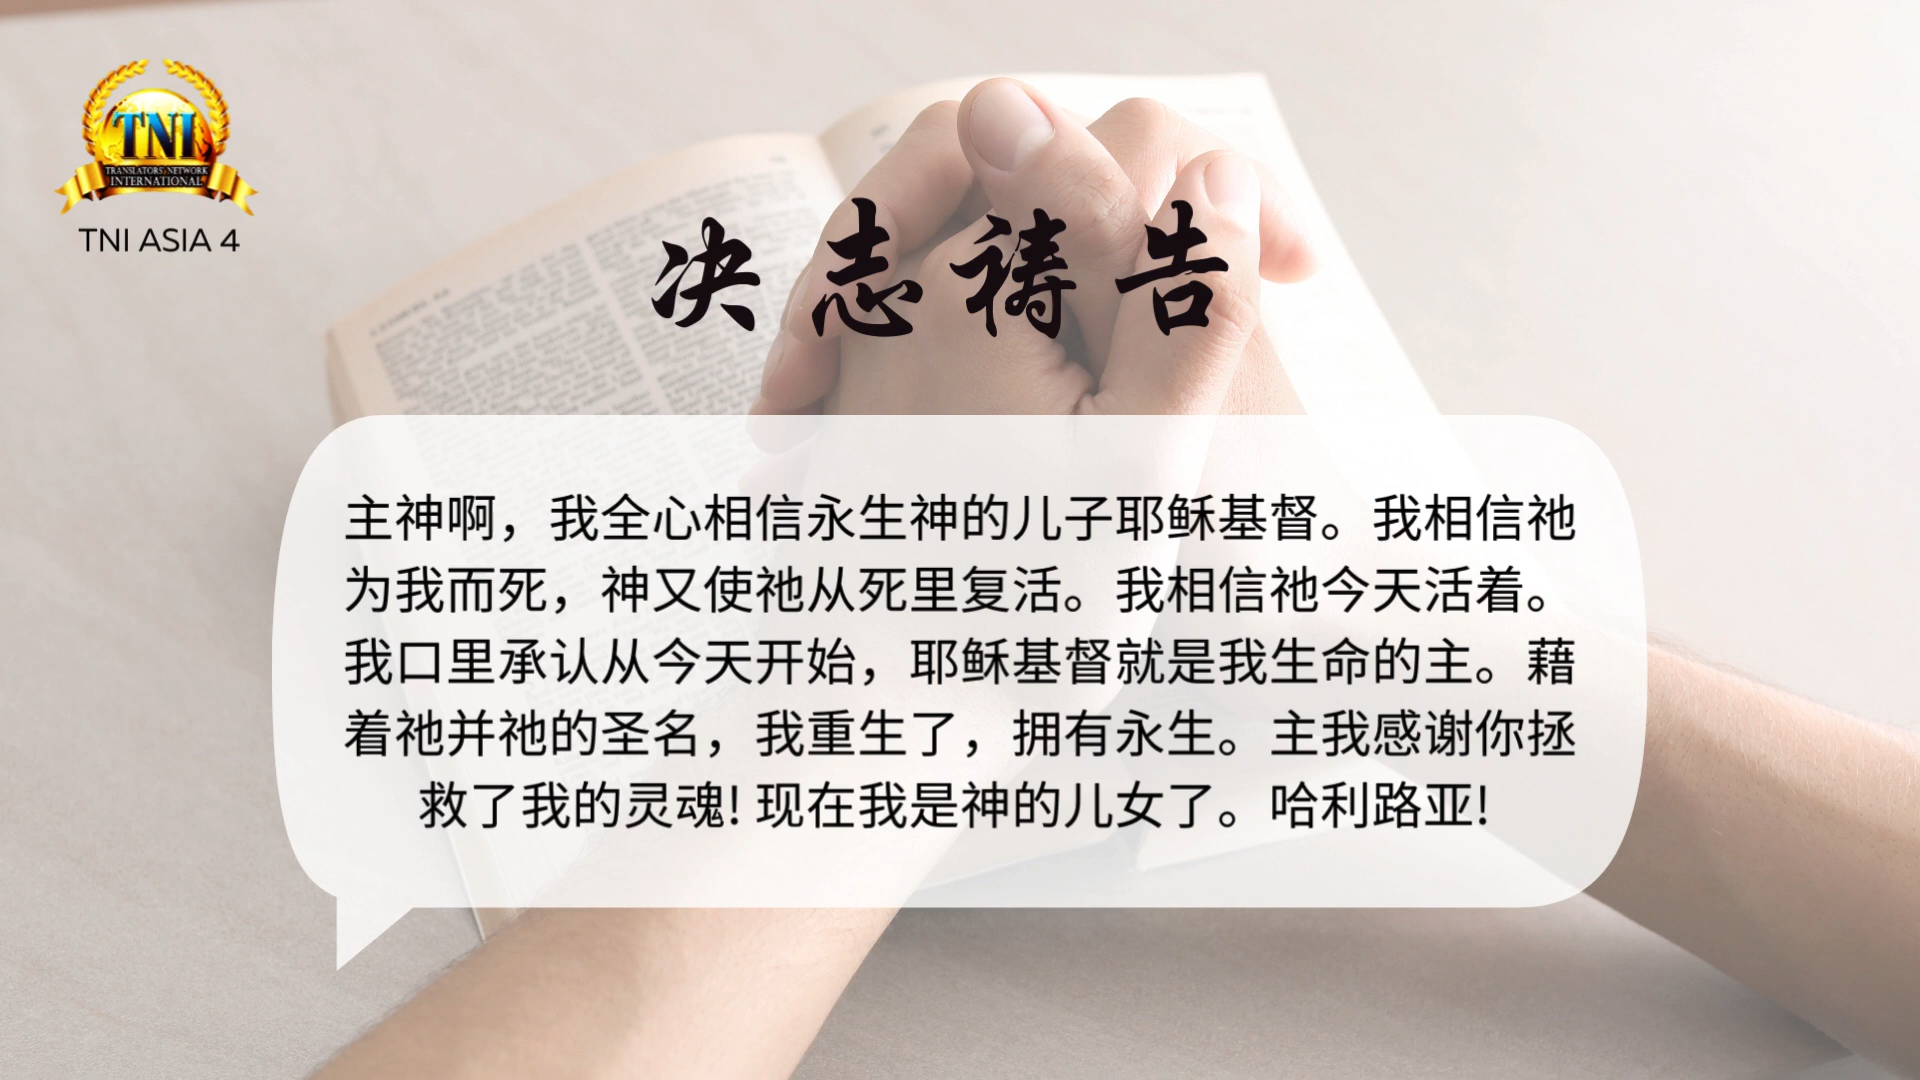 TNI
TRANSLATORS' NETWORK
INTERNATIONAL
TNI ASIA 4
决志祷告
主神啊，我全心相信永生神的儿子耶稣基督。我相信祂
为我而死，神又使祂从死里复活。我相信祂今天活着。
我口里承认从今天开始，耶稣基督就是我生命的主。藉
着祂并祂的圣名，我重生了，拥有永生。主我感谢你拯
救了我的灵魂! 现在我是神的儿女了。哈利路亚!